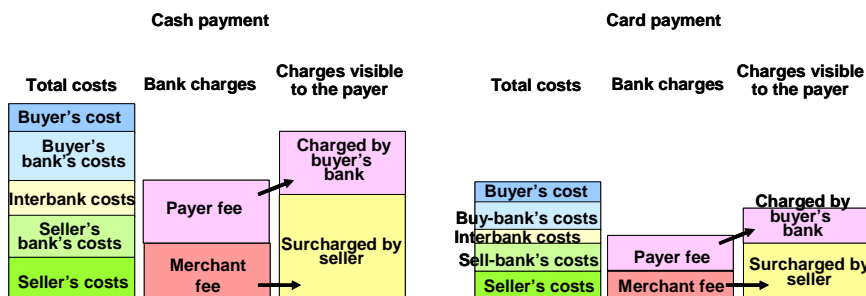 Cash payment
Total costs
Bank charges
Charges visible
to the payer
Buyer's cost
Buyer's
bank's costs
Interbank costs
Seller's
bank's costs
Seller's costs
Payer fee
Merchant
fee
Charged by
buyer's
bank
Surcharged by
seller
Card payment
Total costs
Bank charges
Charges visible
to the payer
Buyer's cost
Buy-bank's costs
Interbank costs
Sell-bank's costs
Seller's costs
Payer fee
Merchant fee
Charged by
buyer's
bank
Surcharged by
seller